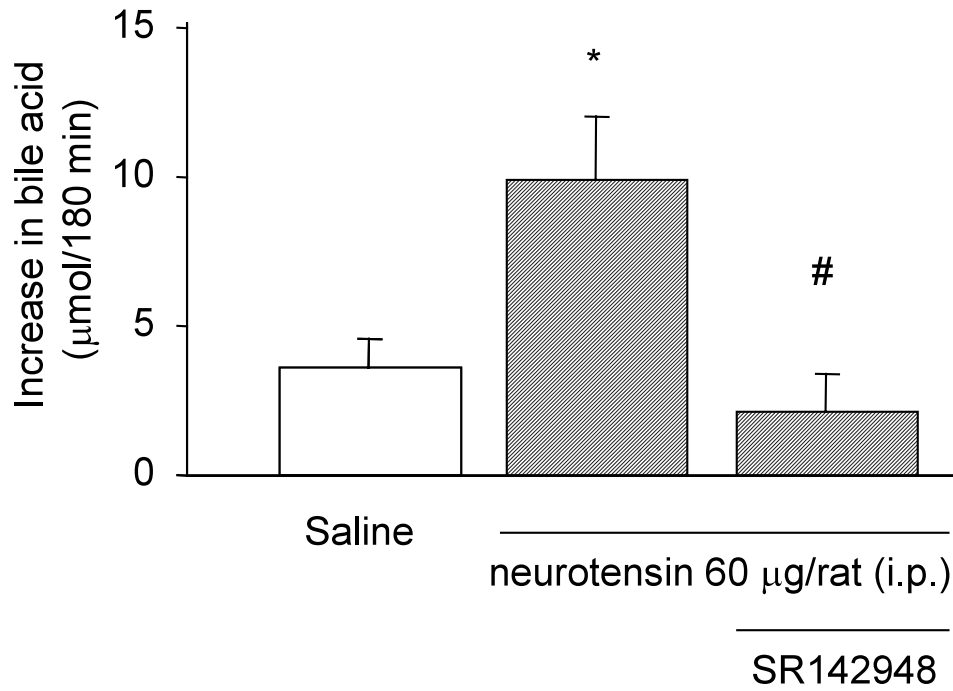 Increase in bile acid
(μmol/180 min)
15
10
5
0
*
#
Saline
neurotensin 60 μg/rat (i.p.)
SR142948